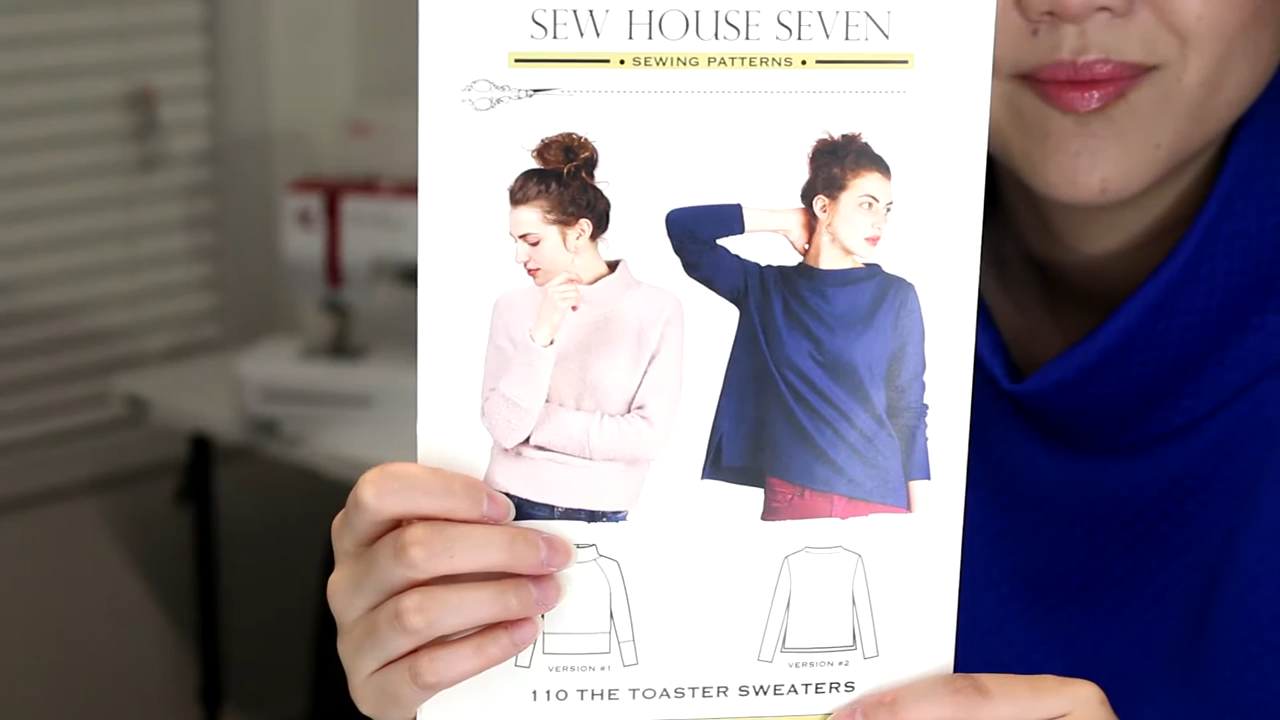 SEW HOUSE SEVEN
• SEWING PATTERNS •
VERSION #1
VERSION #2
110 THE TOASTER SWEATERS